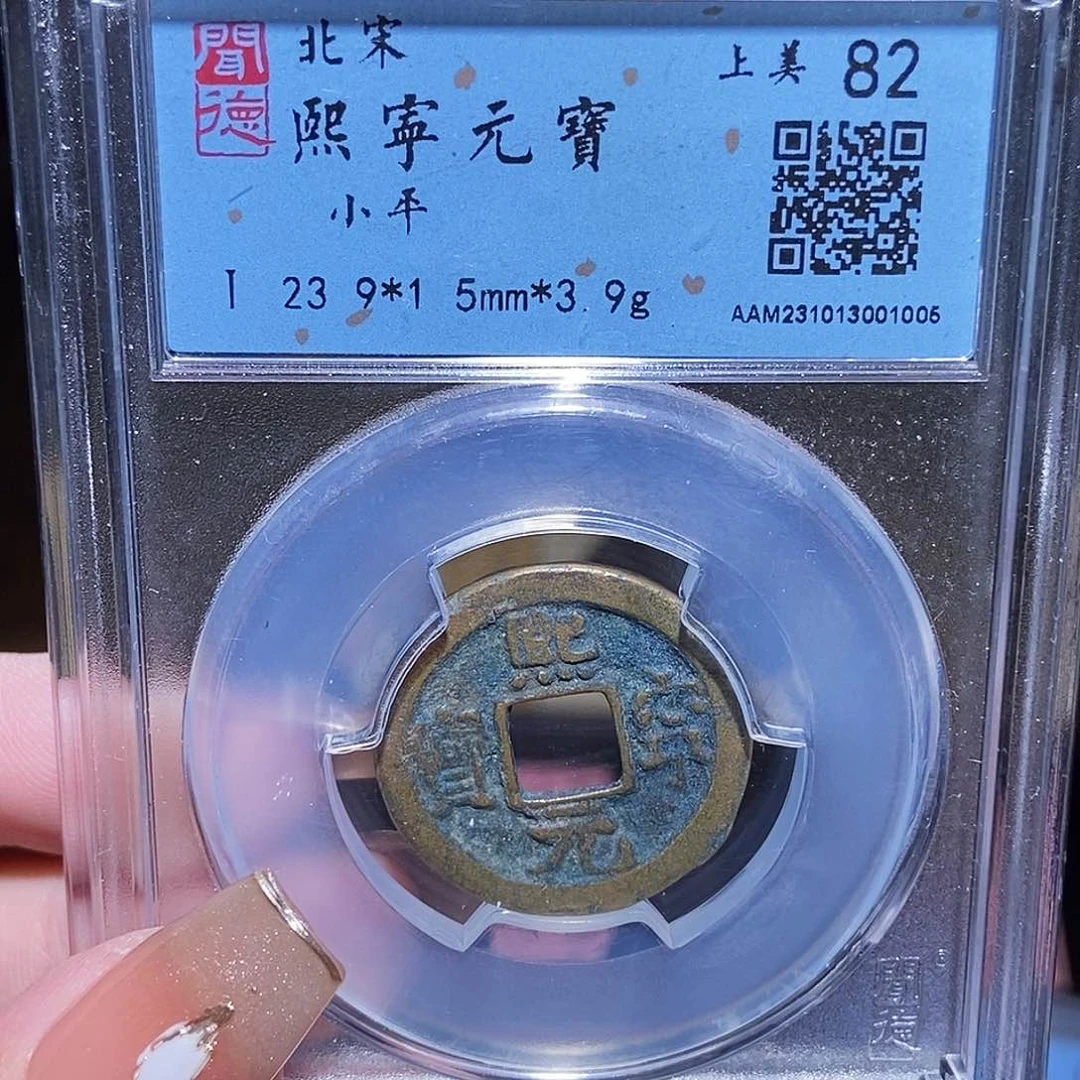 聞德
北宋
上美 82
熙寧元寶
小平
I 23.9*1.5mm*3.9g
AAM231013001005
熙寧元寶
聞德